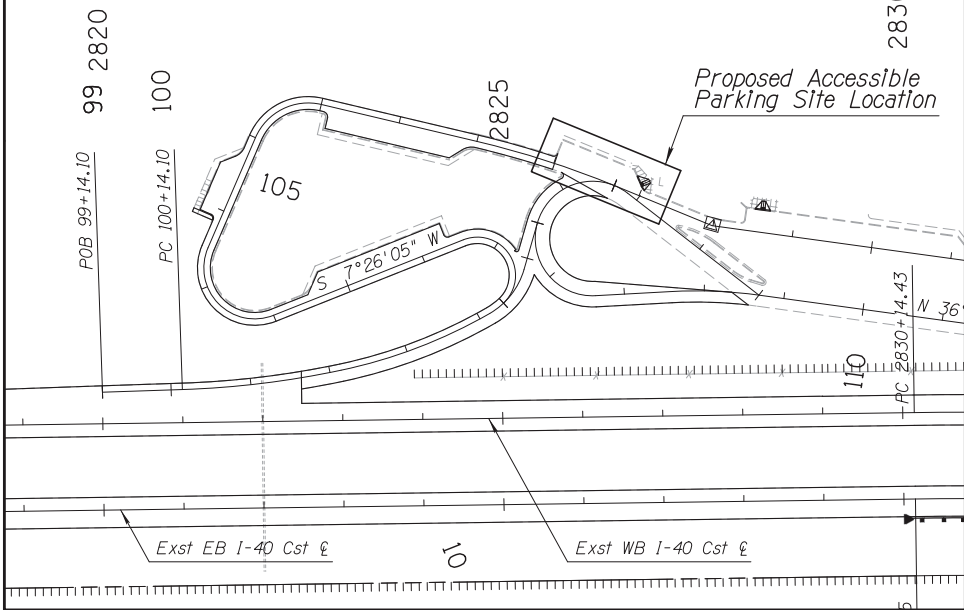 99 2820
100
2825
2830
Proposed Accessible
Parking Site Location
POB 99+14.10
PC 100+14.10
105
S 7°26'05" W
N 36°
110
PC 2830+14.43
Exst EB I-40 Cst ℄
10
Exst WB I-40 Cst ℄